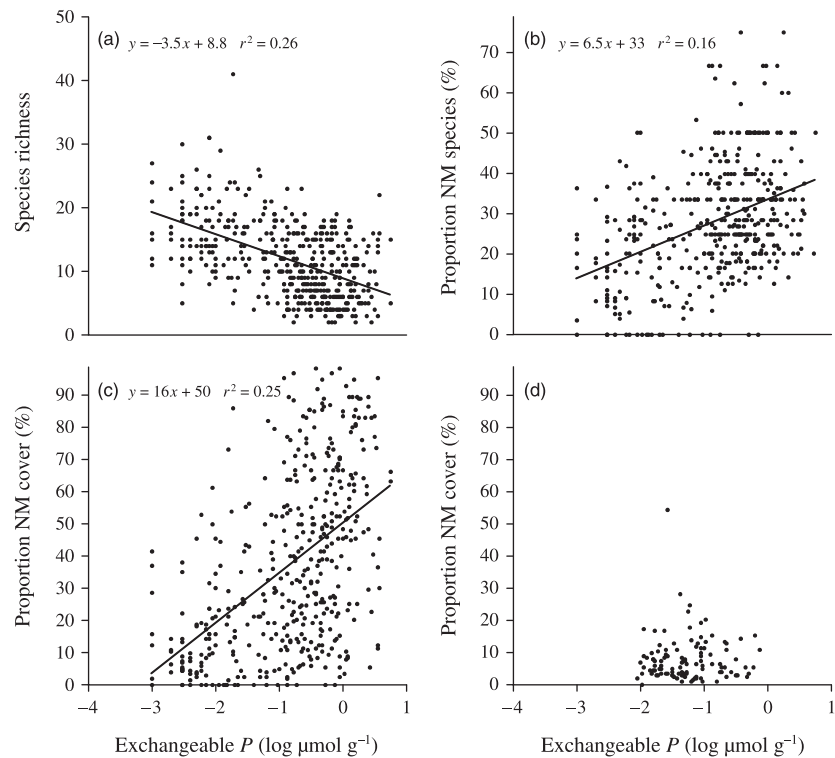 (a) y = −3.5x + 8.8 r² = 0.26
50
40
30
20
10
0
Species richness
(b) y = 6.5x + 33 r² = 0.16
70
60
50
40
30
20
10
0
Proportion NM species (%)
(c) y = 16x + 50 r² = 0.25
90
80
70
60
50
40
30
20
10
0
Proportion NM cover (%)
−4 −3 −2 −1 0 1
Exchangeable P (log μmol g⁻¹)
(d)
90
80
70
60
50
40
30
20
10
0
Proportion NM cover (%)
−4 −3 −2 −1 0 1
Exchangeable P (log μmol g⁻¹)